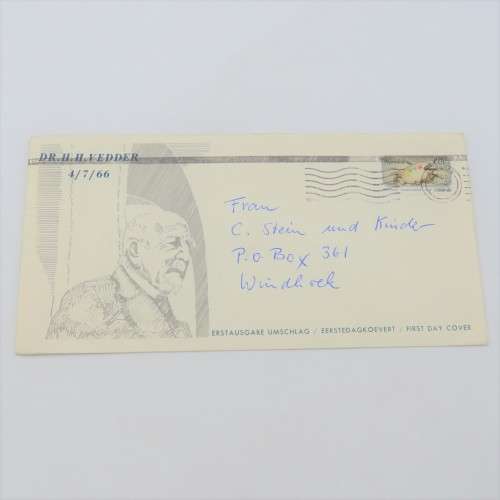 DR. H. H. VEDDER
4/7/66
Frau
C. Stein und Kinder
P.O Box 361
Windhoek
ERSTAUSGABE UMSCHLAG / EERSTEDAGKOEVERT / FIRST DAY COVER